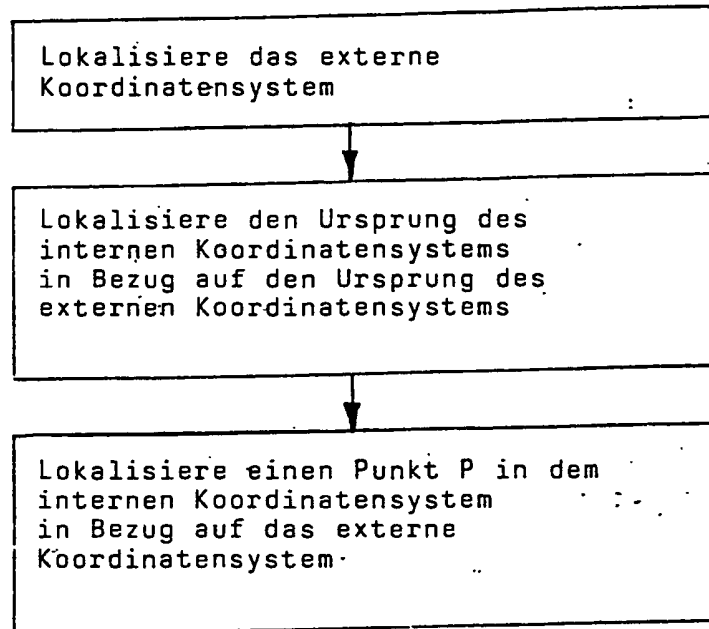 Lokalisiere das externe
Koordinatensystem
Lokalisiere den Ursprung des
internen Koordinatensystems
in Bezug auf den Ursprung des
externen Koordinatensystems
Lokalisiere einen Punkt P in dem
internen Koordinatensystem
in Bezug auf das externe
Koordinatensystem